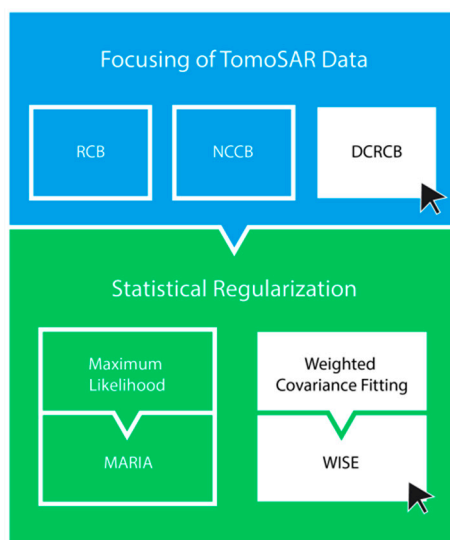 Focusing of TomoSAR Data
RCB
NCCB
DCRCB
Statistical Regularization
Maximum
Likelihood
MARIA
Weighted
Covariance Fitting
WISE